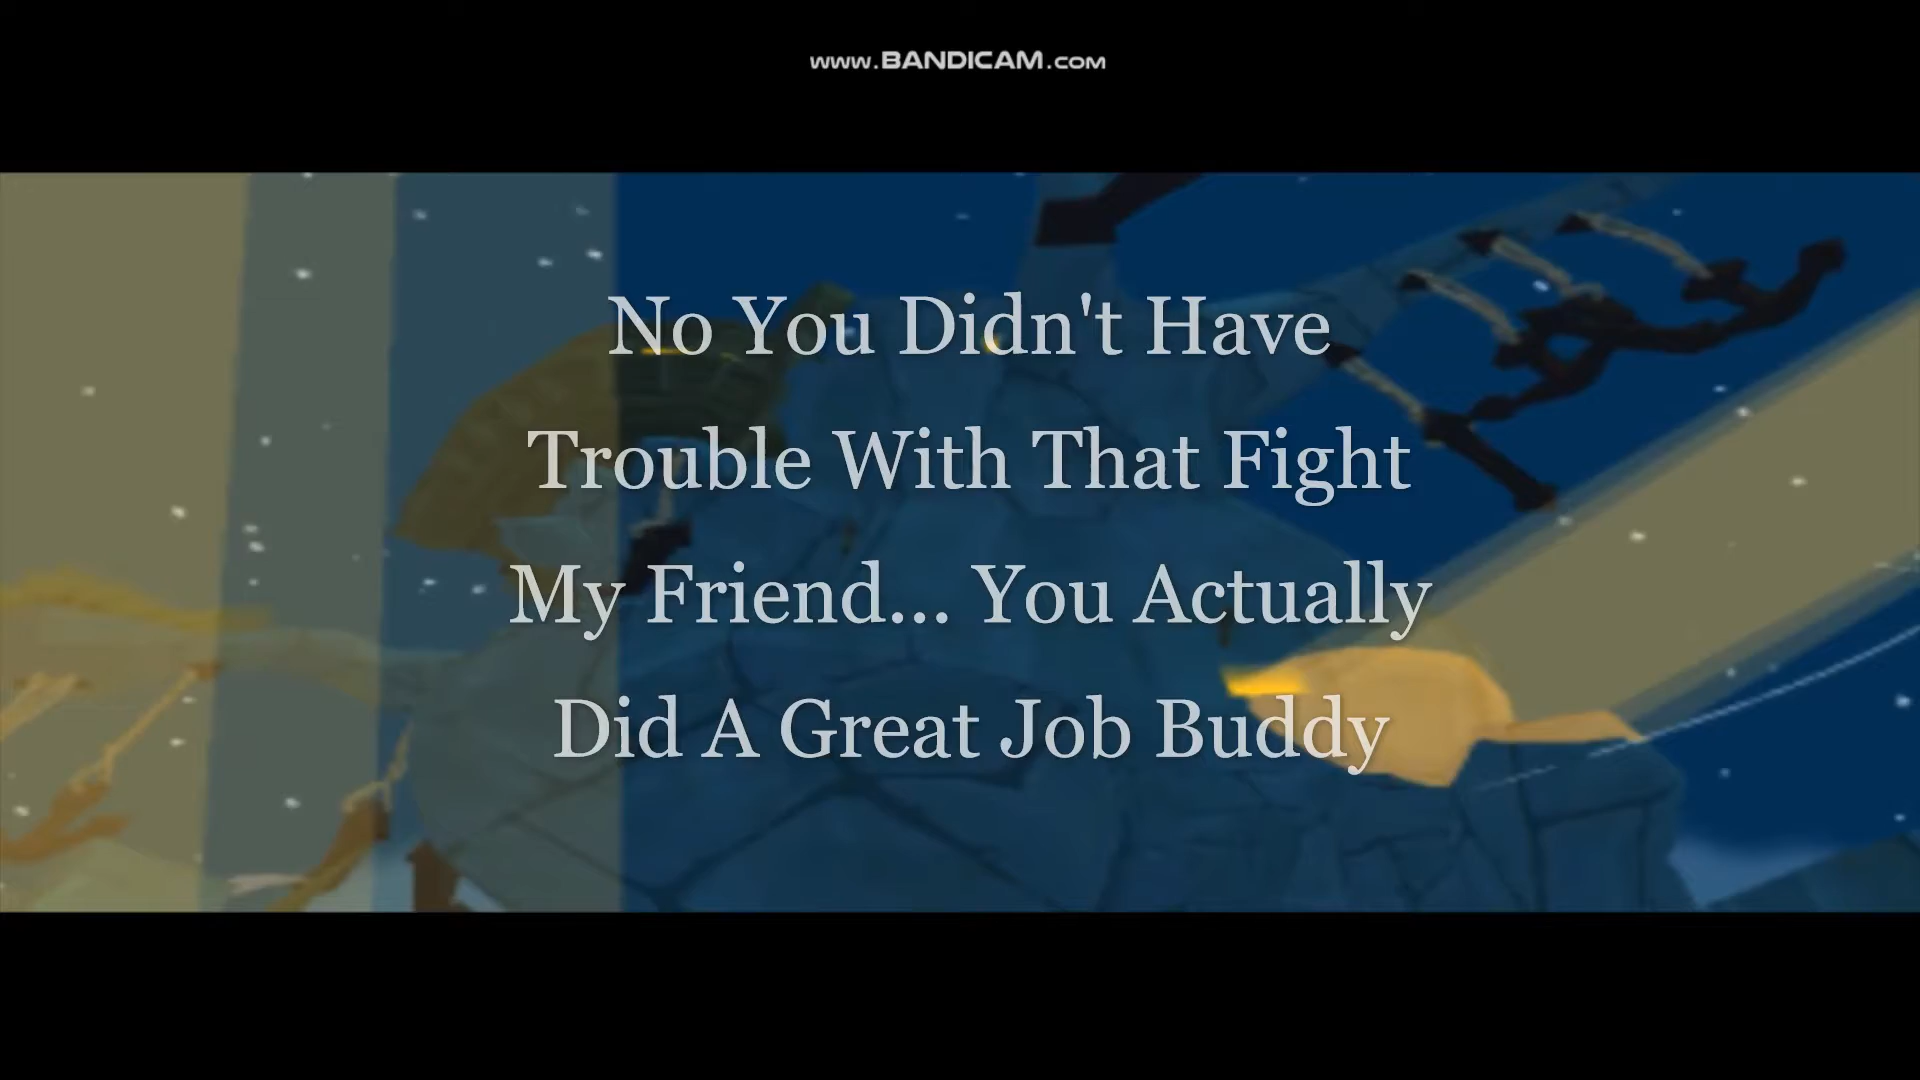 www.BANDICAM.com
No You Didn't Have
Trouble With That Fight
My Friend... You Actually
Did A Great Job Buddy